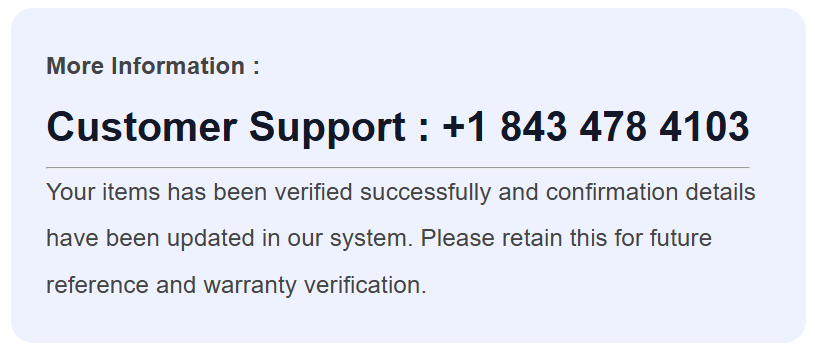 More Information :
Customer Support : +1 843 478 4103
Your items has been verified successfully and confirmation details
have been updated in our system. Please retain this for future
reference and warranty verification.